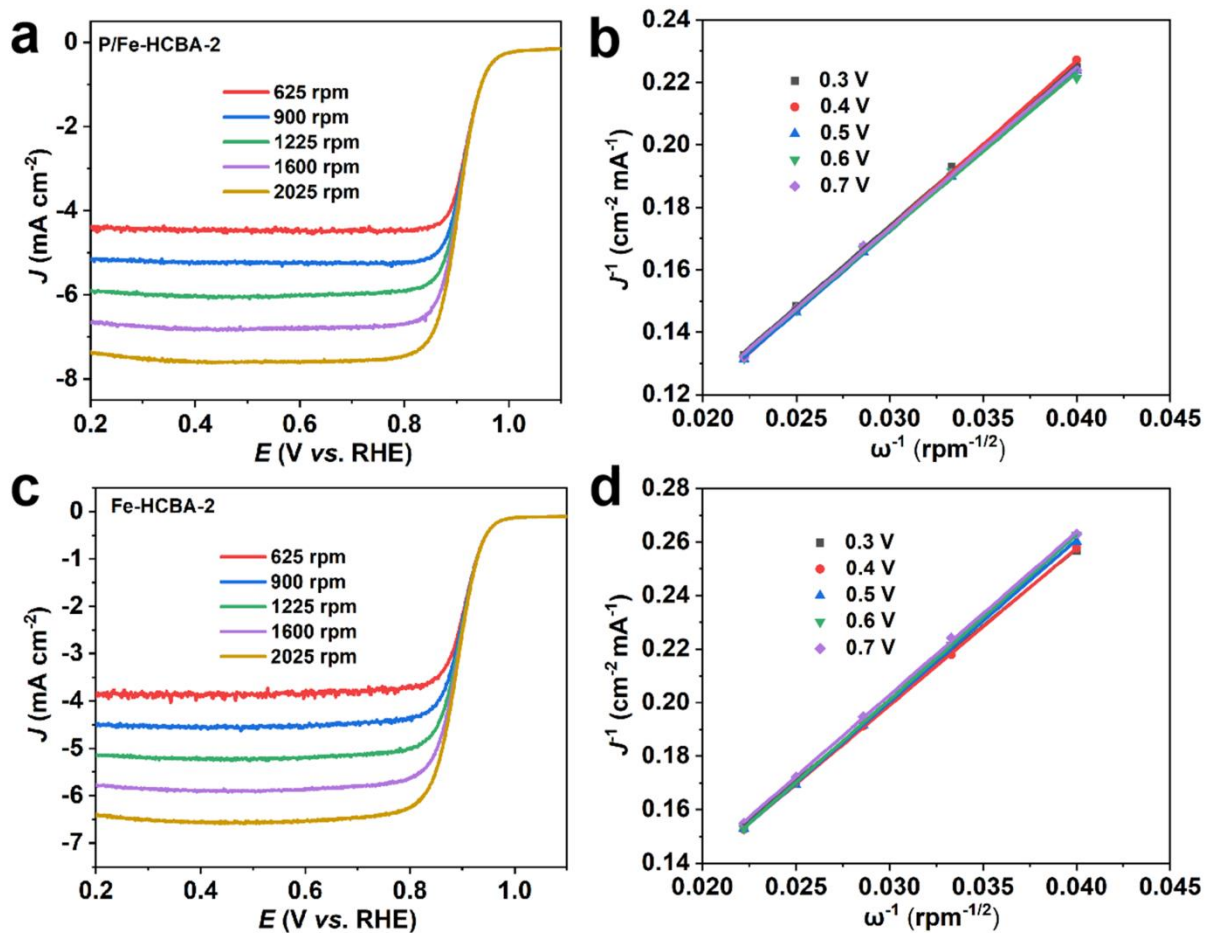 a
P/Fe-HCBA-2
625 rpm
900 rpm
1225 rpm
1600 rpm
2025 rpm
0
-2
-4
-6
-8
J (mA cm⁻²)
0.2 0.4 0.6 0.8 1.0
E (V vs. RHE)
b
0.3 V
0.4 V
0.5 V
0.6 V
0.7 V
0.24
0.22
0.20
0.18
0.16
0.14
0.12
J⁻¹ (cm⁻² mA⁻¹)
0.020 0.025 0.030 0.035 0.040 0.045
ω⁻¹ (rpm⁻¹/²)
c
Fe-HCBA-2
625 rpm
900 rpm
1225 rpm
1600 rpm
2025 rpm
0
-1
-2
-3
-4
-5
-6
-7
J (mA cm⁻²)
0.2 0.4 0.6 0.8 1.0
E (V vs. RHE)
d
0.3 V
0.4 V
0.5 V
0.6 V
0.7 V
0.28
0.26
0.24
0.22
0.20
0.18
0.16
0.14
J⁻¹ (cm⁻² mA⁻¹)
0.020 0.025 0.030 0.035 0.040 0.045
ω⁻¹ (rpm⁻¹/²)